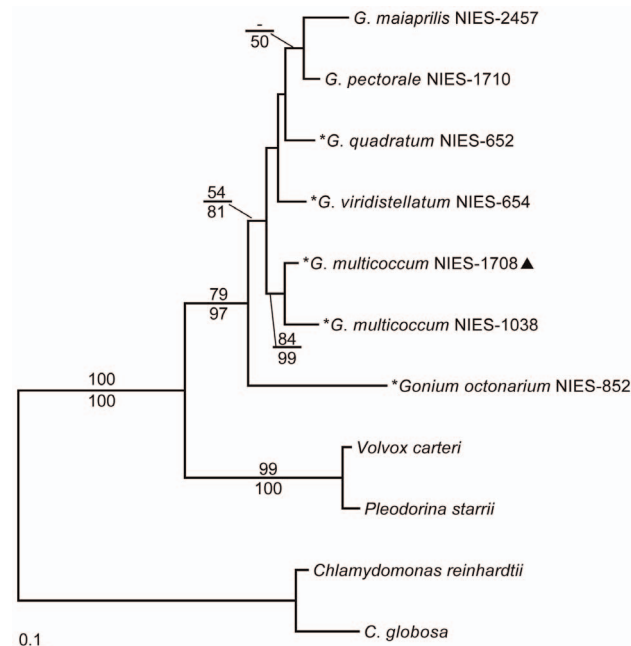 G. maiaprilis NIES-2457
-
50
G. pectorale NIES-1710
*G. quadratum NIES-652
54
81
*G. viridistellatum NIES-654
*G. multicoccum NIES-1708▲
79
97
*G. multicoccum NIES-1038
84
99
100
100
*Gonium octonarium NIES-852
Volvox carteri
99
100
Pleodorina starrii
Chlamydomonas reinhardtii
C. globosa
0.1